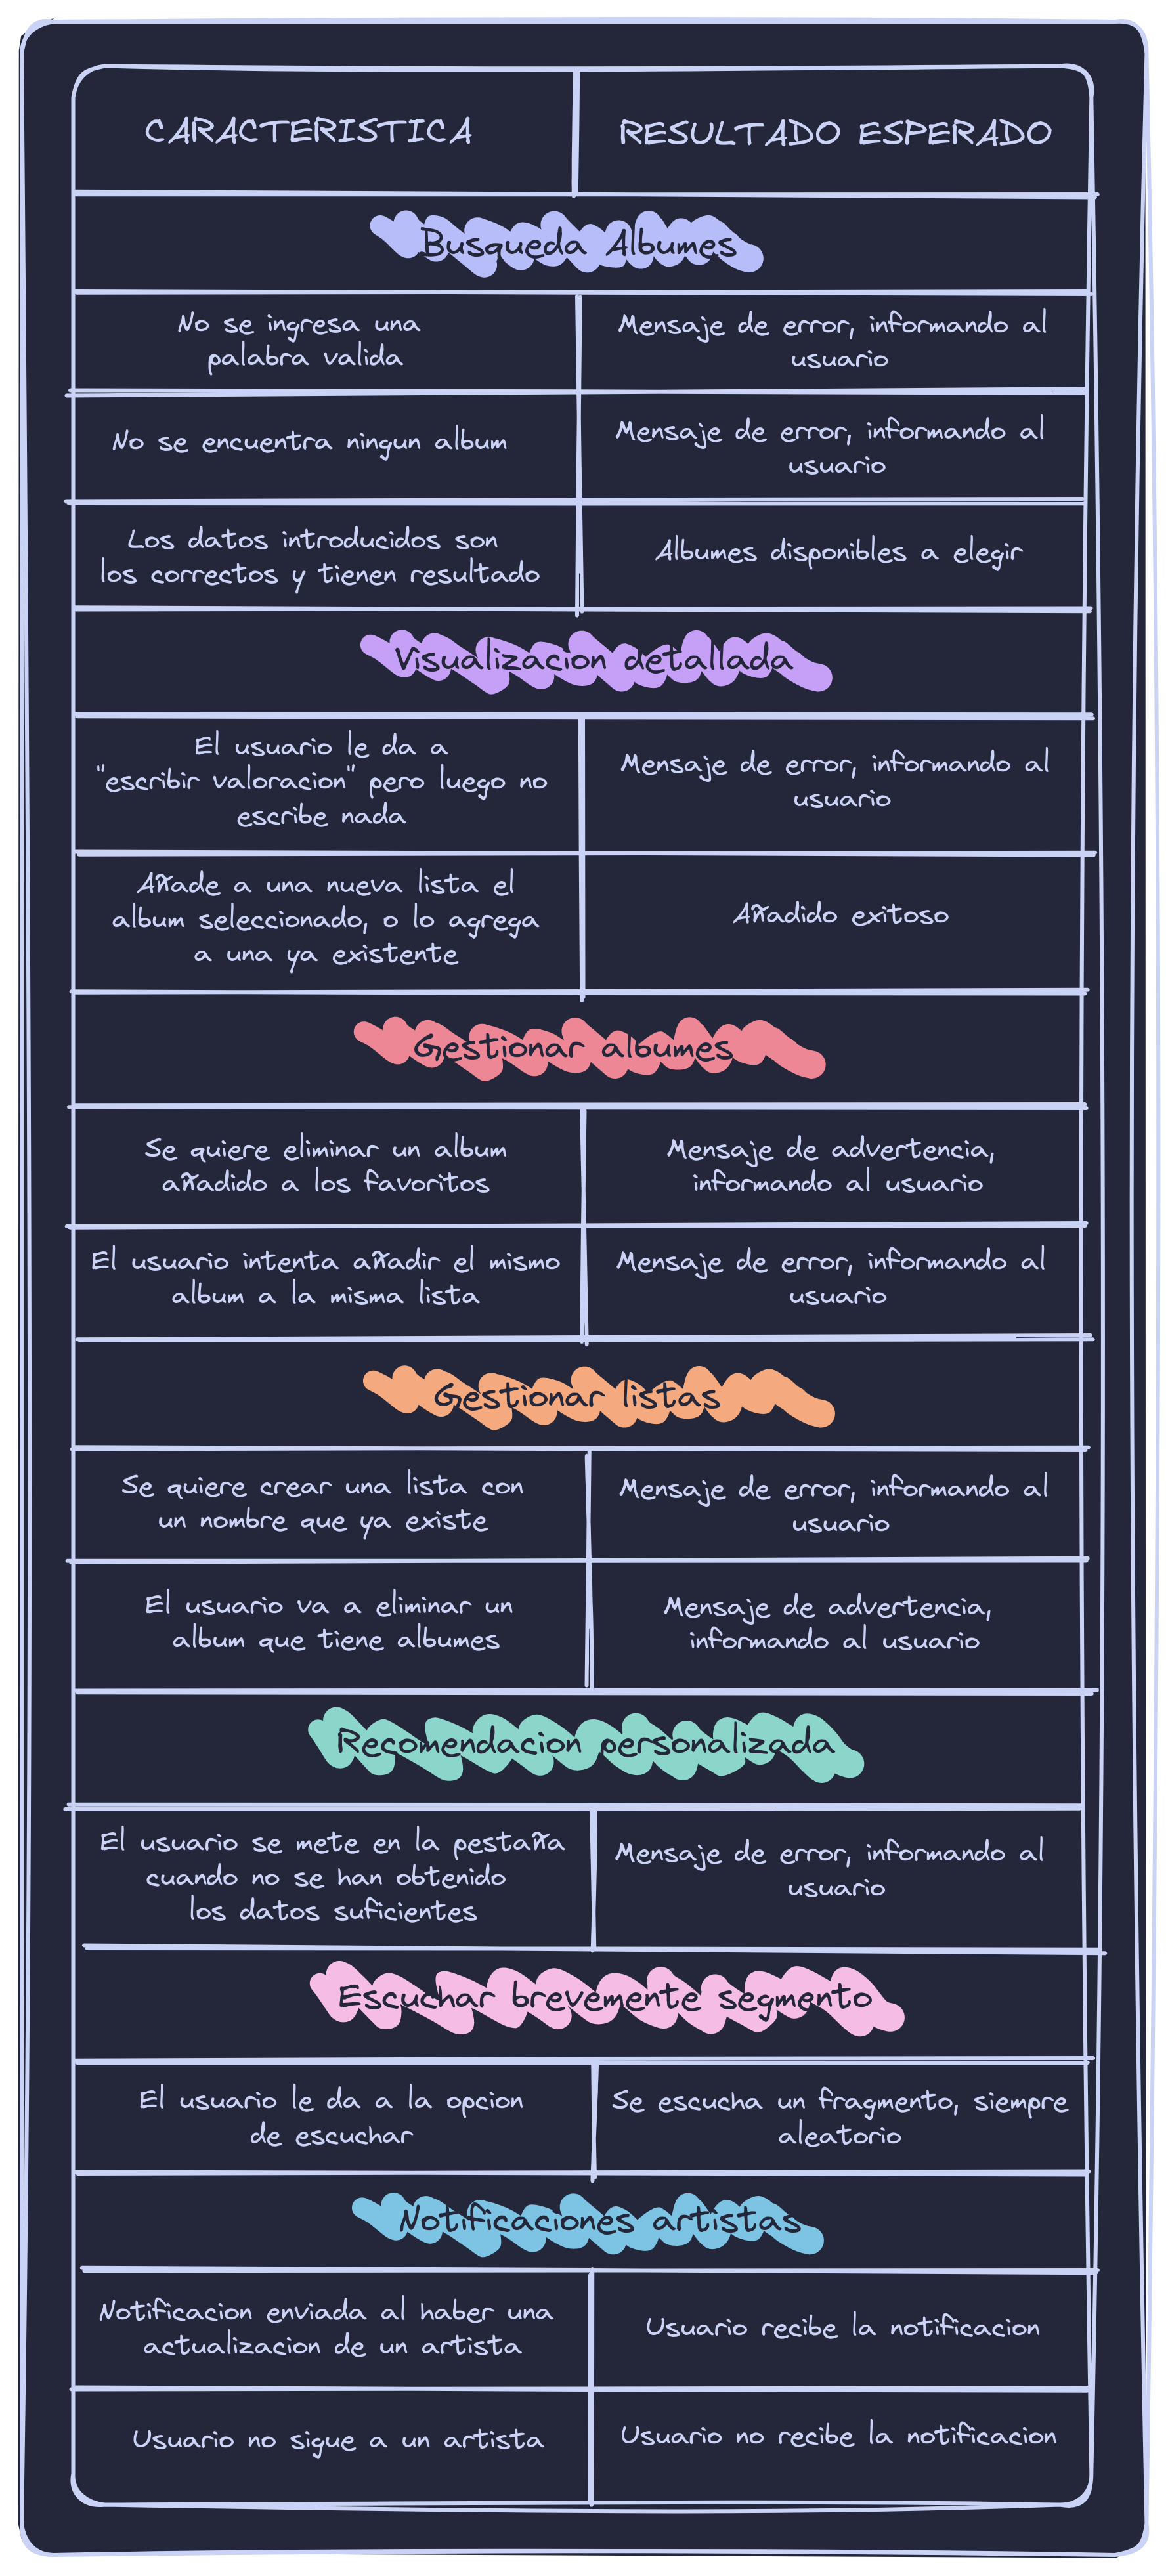 CARACTERISTICA
RESULTADO ESPERADO
Busqueda Albumes
No se ingresa una
palabra valida
Mensaje de error, informando al
usuario
No se encuentra ningun album
Mensaje de error, informando al
usuario
Los datos introducidos son
los correctos y tienen resultado
Albumes disponibles a elegir
Visualizacion detallada
El usuario le da a
"escribir valoracion" pero luego no
escribe nada
Mensaje de error, informando al
usuario
Añade a una nueva lista el
album seleccionado, o lo agrega
a una ya existente
Añadido exitoso
Gestionar albumes
Se quiere eliminar un album
añadido a los favoritos
Mensaje de advertencia,
informando al usuario
El usuario intenta añadir el mismo
album a la misma lista
Mensaje de error, informando al
usuario
Gestionar listas
Se quiere crear una lista con
un nombre que ya existe
Mensaje de error, informando al
usuario
El usuario va a eliminar un
album que tiene albumes
Mensaje de advertencia,
informando al usuario
Recomendacion personalizada
El usuario se mete en la pestaña
cuando no se han obtenido
los datos suficientes
Mensaje de error, informando al
usuario
Escuchar brevemente segmento
El usuario le da a la opcion
de escuchar
Se escucha un fragmento, siempre
aleatorio
Notificaciones artistas
Notificacion enviada al haber una
actualizacion de un artista
Usuario recibe la notificacion
Usuario no sigue a un artista
Usuario no recibe la notificacion